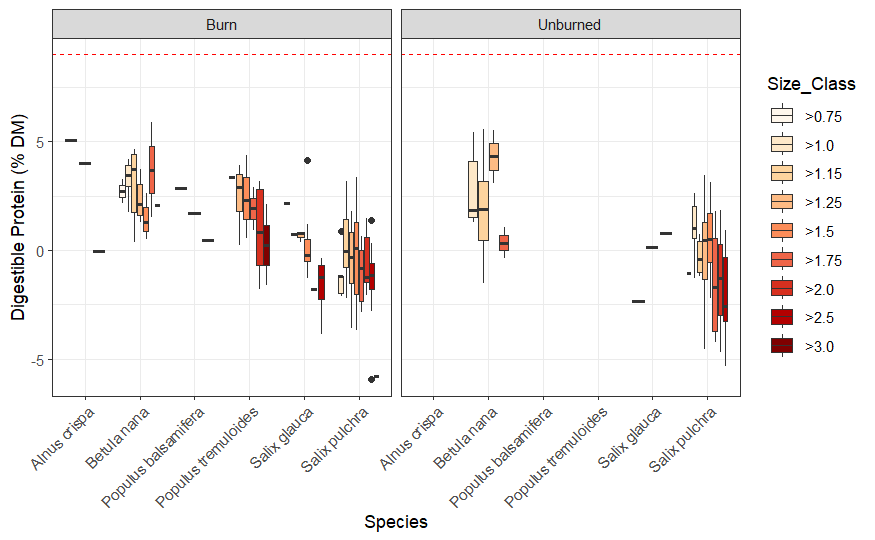 Burn
Unburned
Digestible Protein (% DM)
5
0
-5
Alnus crispa
Betula nana
Populus balsamifera
Populus tremuloides
Salix glauca
Salix pulchra
Alnus crispa
Betula nana
Populus balsamifera
Populus tremuloides
Salix glauca
Salix pulchra
Species
Size_Class
>0.75
>1.0
>1.15
>1.25
>1.5
>1.75
>2.0
>2.5
>3.0